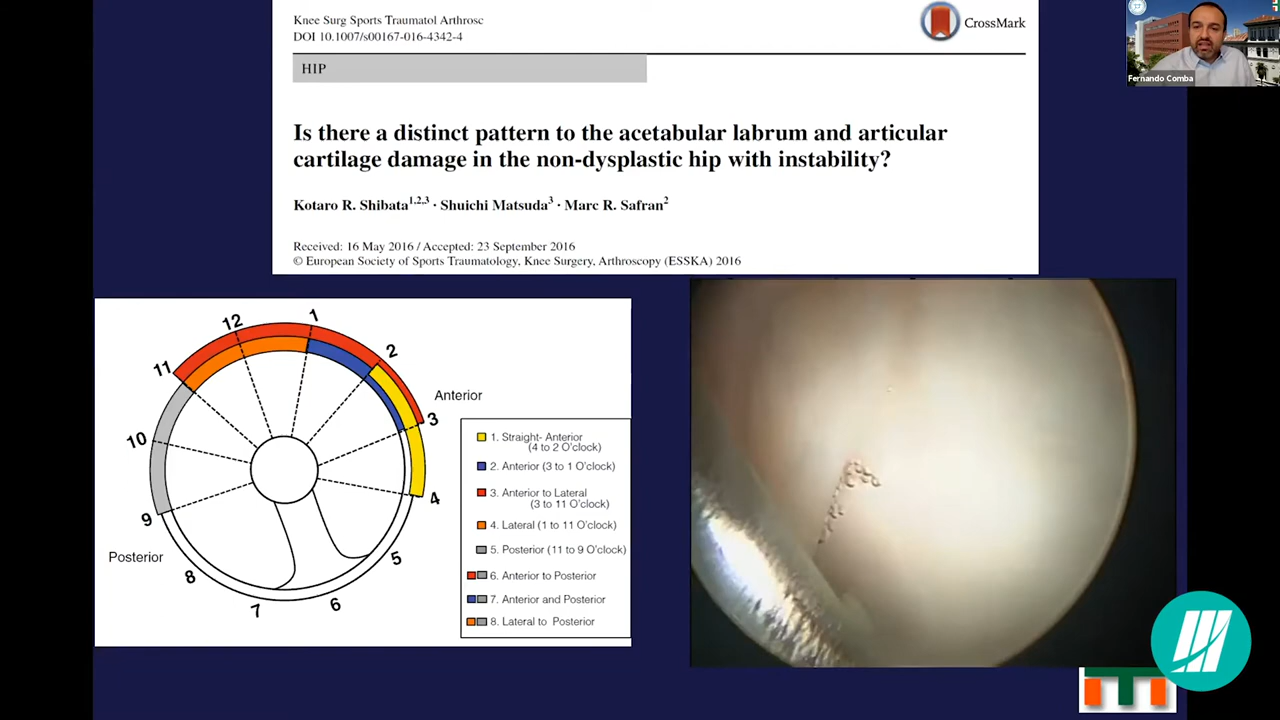 Knee Surg Sports Traumatol Arthrosc
DOI 10.1007/s00167-016-4342-4
CrossMark
HIP
Is there a distinct pattern to the acetabular labrum and articular
cartilage damage in the non-dysplastic hip with instability?
Kotaro R. Shibata1,2,3 · Shuichi Matsuda3 · Marc R. Safran2
Received: 16 May 2016 / Accepted: 23 September 2016
© European Society of Sports Traumatology, Knee Surgery, Arthroscopy (ESSKA) 2016
Fernando Comba
12
1
11
2
Anterior
3
10
4
9
Posterior
8
5
7
6
1. Straight- Anterior
(4 to 2 O'clock)
2. Anterior (3 to 1 O'clock)
3. Anterior to Lateral
(3 to 11 O'clock)
4. Lateral (1 to 11 O'clock)
5. Posterior (11 to 9 O'clock)
6. Anterior to Posterior
7. Anterior and Posterior
8. Lateral to Posterior